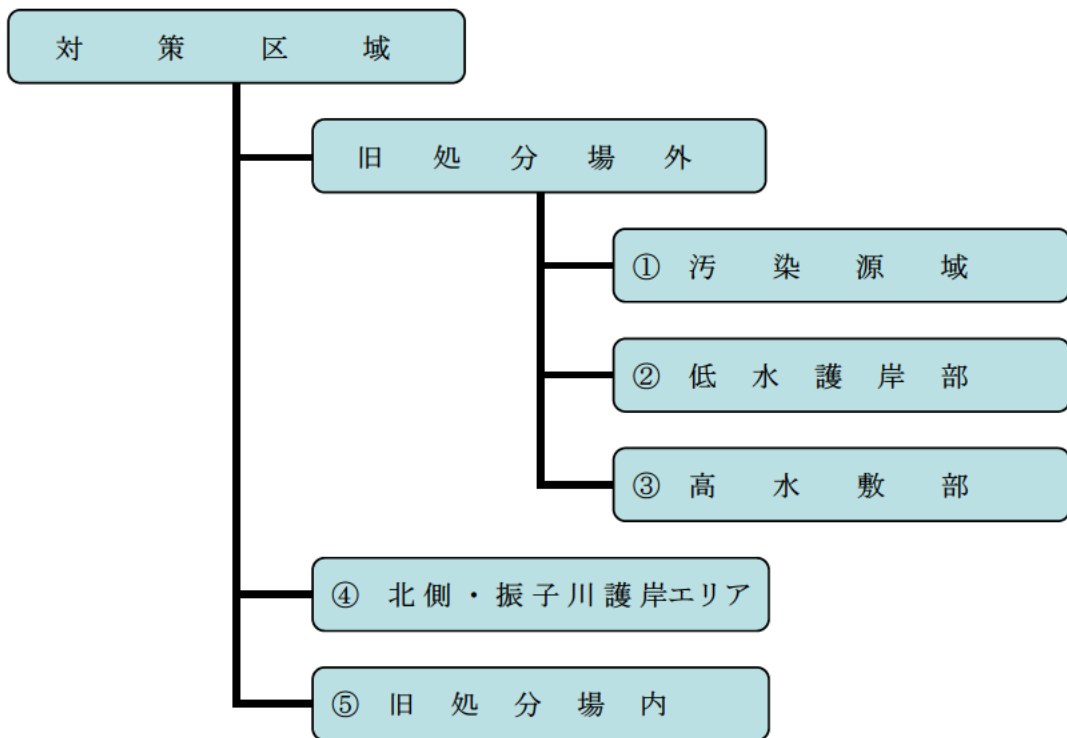 対策区域
旧処分場外
① 汚染源域
② 低水護岸部
③ 高水敷部
④ 北側・振子川護岸エリア
⑤ 旧処分場内